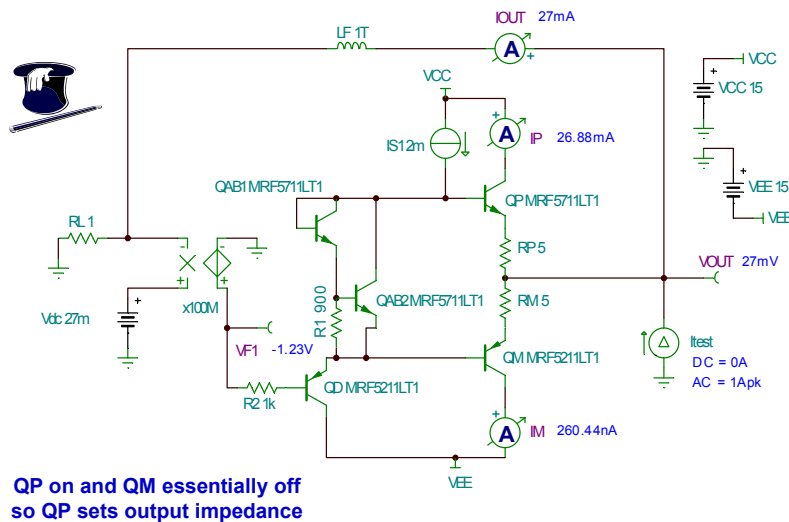 IOUT 27mA
LF 1T
A
+
VCC
VCC
+
VCC 15
+
A
IP 26.88mA
IS1 2m
QAB1 MRF5711LT1
QP MRF5711LT1
+
VEE 15
VEE
RL 1
RP 5
VOUT 27mV
- -
+ +
QAB2 MRF5711LT1
RM 5
R1 900
x100M
+
Vdc 27m
VF1 -1.23V
QM MRF5211LT1
Itest
DC = 0A
AC = 1Apk
QD MRF5211LT1
R2 1k
+
A
IM 260.44nA
VEE
QP on and QM essentially off
so QP sets output impedance